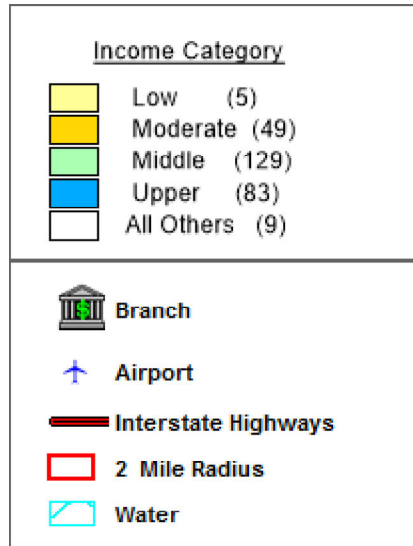 Income Category
Low (5)
Moderate (49)
Middle (129)
Upper (83)
All Others (9)
$
Branch
Airport
Interstate Highways
2 Mile Radius
Water